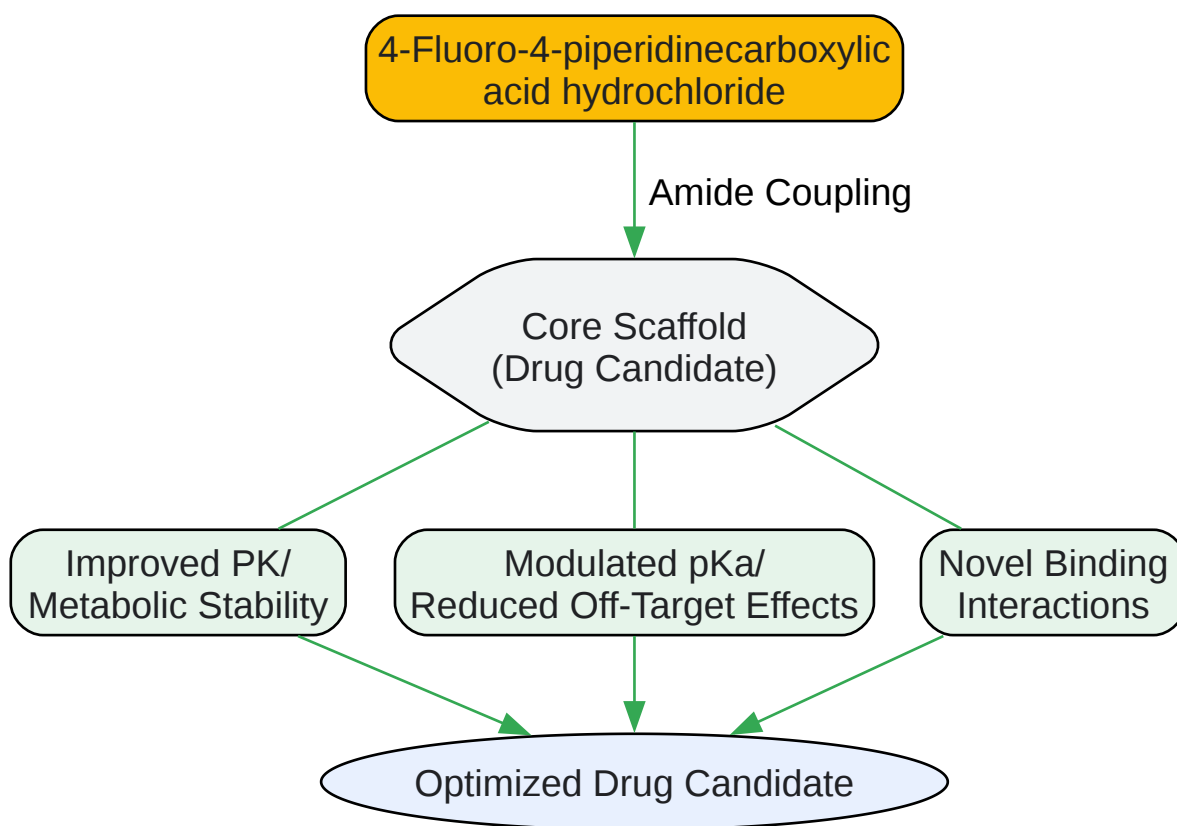 4-Fluoro-4-piperidinecarboxylic
acid hydrochloride
Amide Coupling
Core Scaffold
(Drug Candidate)
Improved PK/
Metabolic Stability
Modulated pKa/
Reduced Off-Target Effects
Novel Binding
Interactions
Optimized Drug Candidate